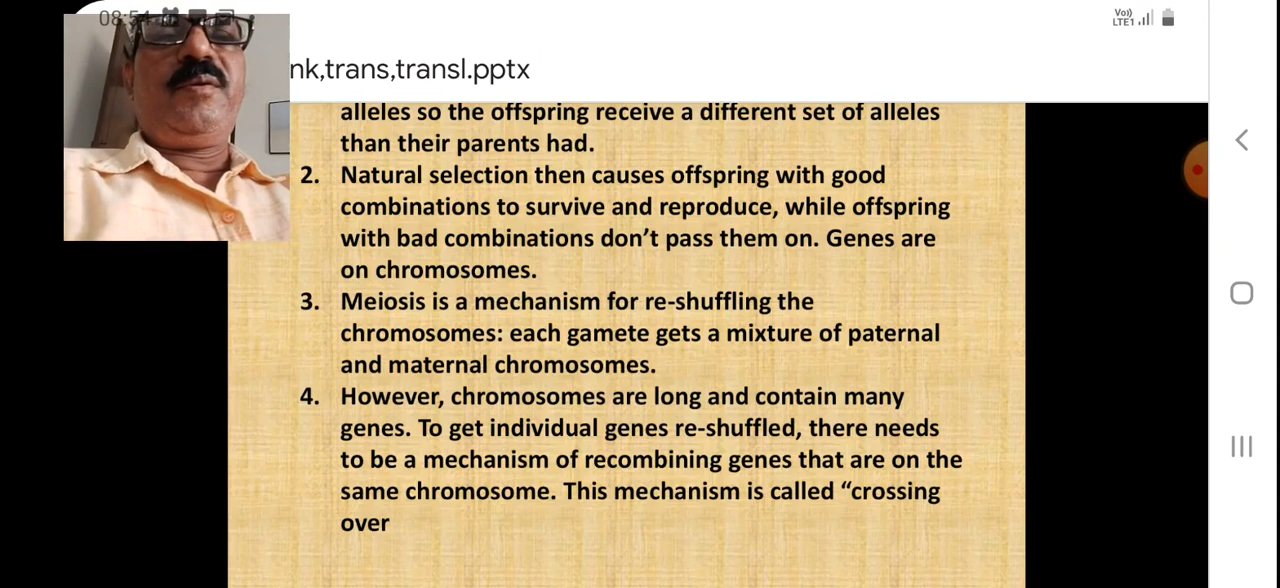 08:54
Vo))
LTE1
nk,trans,transl.pptx
alleles so the offspring receive a different set of alleles
than their parents had.
2. Natural selection then causes offspring with good
combinations to survive and reproduce, while offspring
with bad combinations don’t pass them on. Genes are
on chromosomes.
3. Meiosis is a mechanism for re-shuffling the
chromosomes: each gamete gets a mixture of paternal
and maternal chromosomes.
4. However, chromosomes are long and contain many
genes. To get individual genes re-shuffled, there needs
to be a mechanism of recombining genes that are on the
same chromosome. This mechanism is called “crossing
over